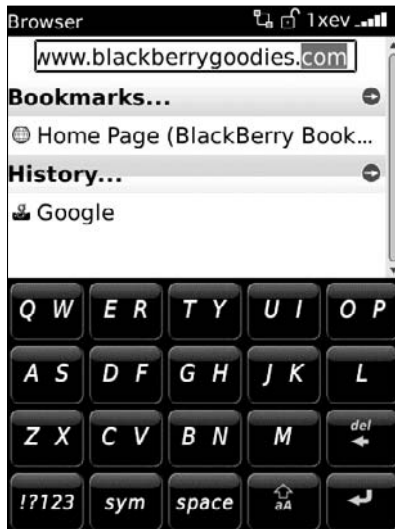 Browser 1xev
www.blackberrygoodies.com
Bookmarks...
Home Page (BlackBerry Book...
History...
Google
Q W E R T Y U I O P
A S D F G H J K L
Z X C V B N M del
!?123 sym space aA